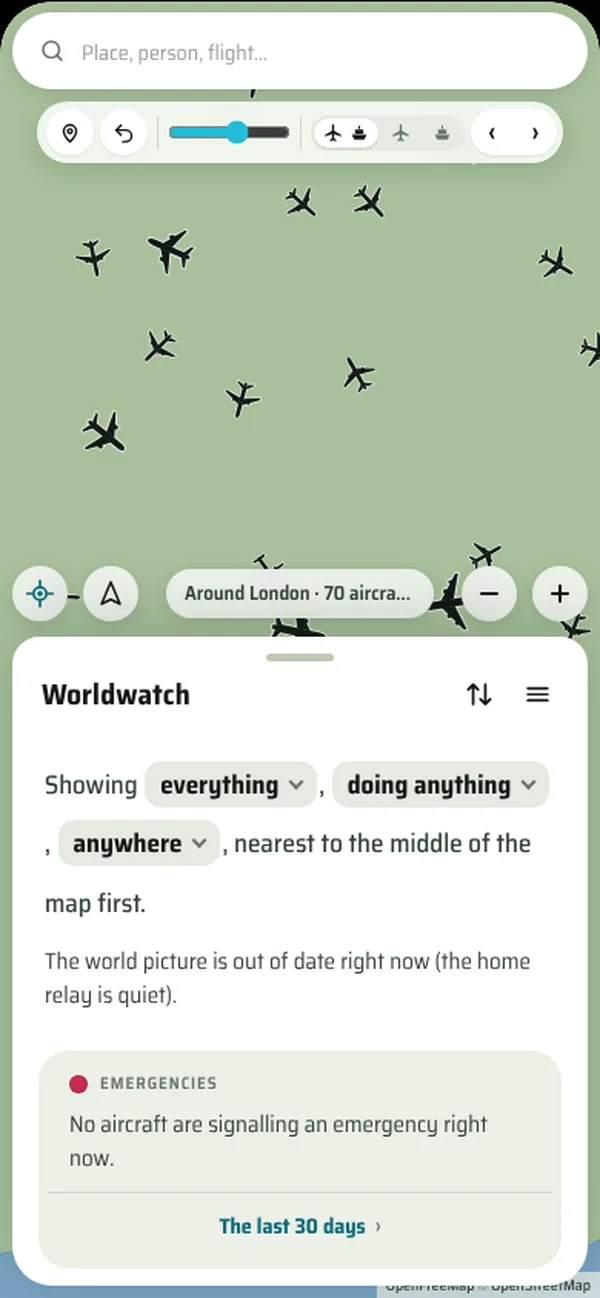 Place, person, flight...
Around London · 70 aircra...
Worldwatch
Showing everything , doing anything
, anywhere , nearest to the middle of the
map first.
The world picture is out of date right now (the home
relay is quiet).
EMERGENCIES
No aircraft are signalling an emergency right
now.
The last 30 days ›
OpenFreeMap © OpenStreetMap